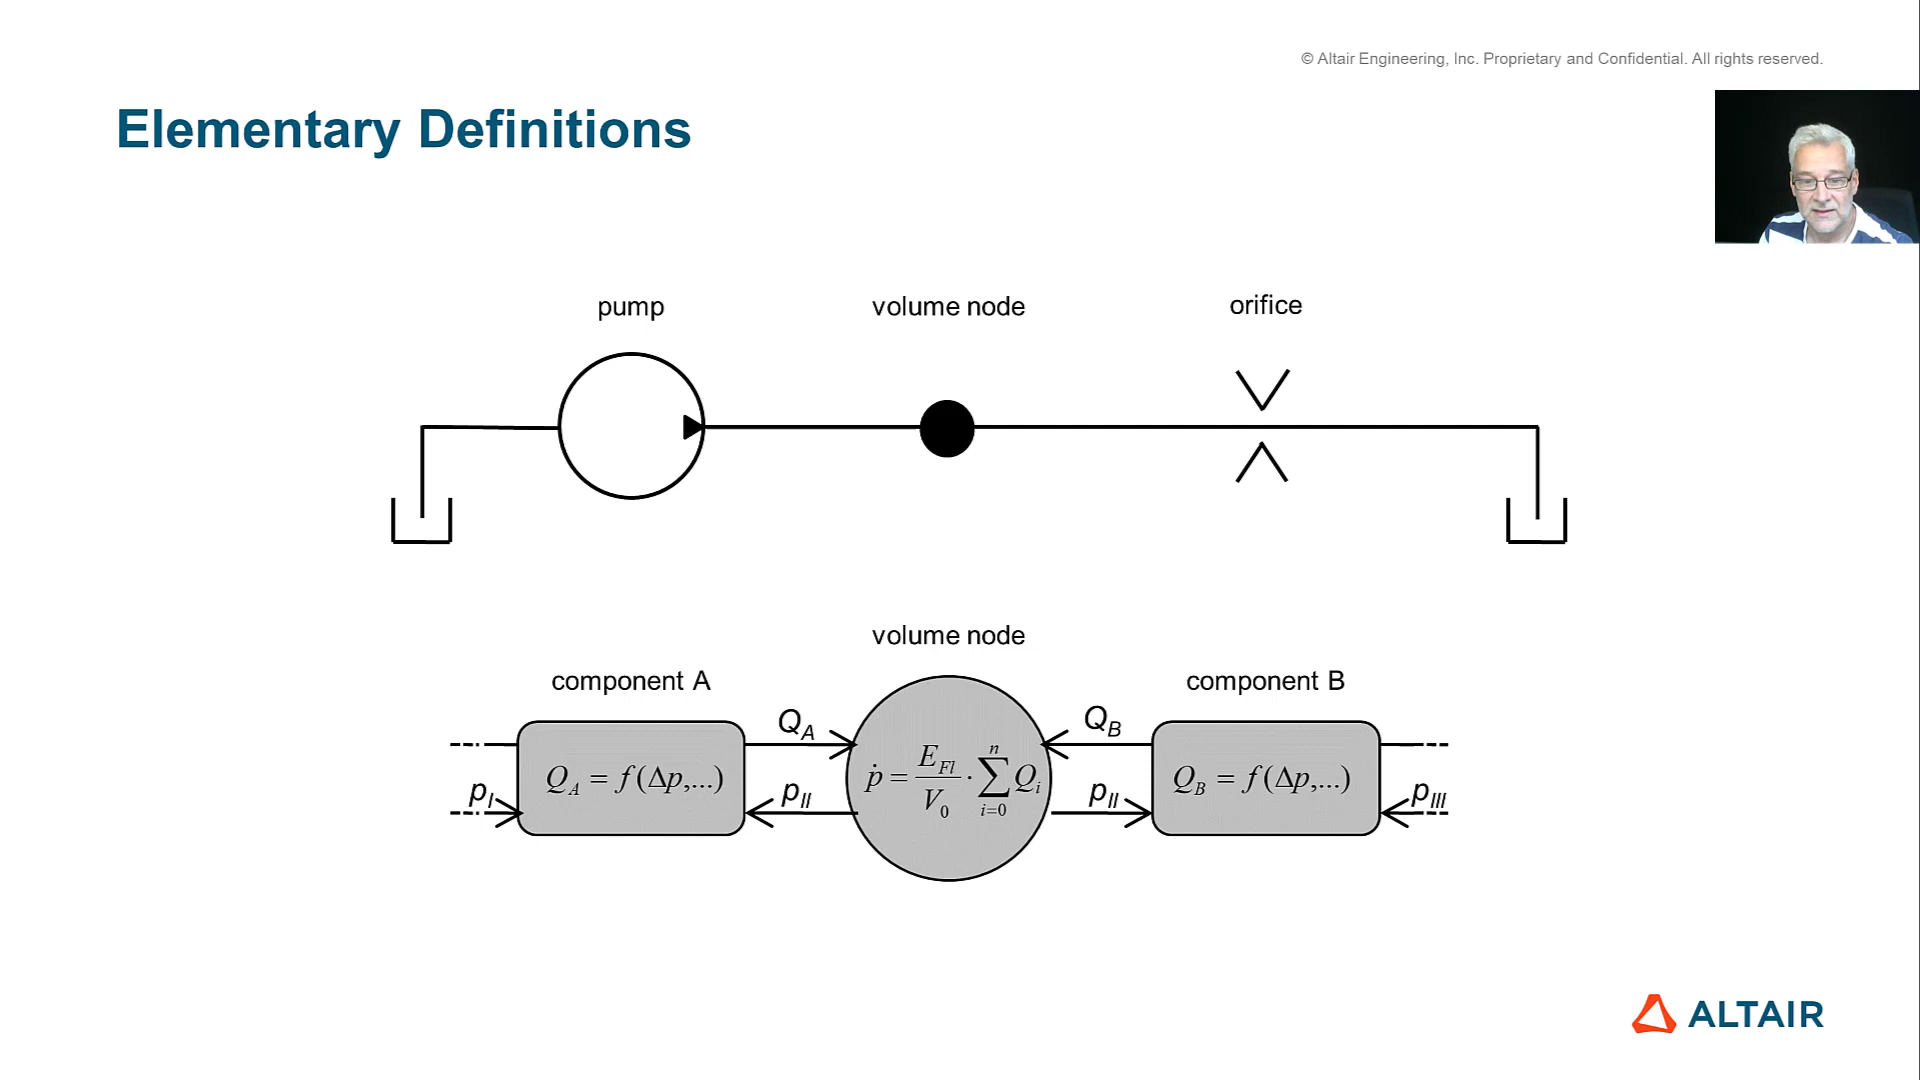 © Altair Engineering, Inc. Proprietary and Confidential. All rights reserved.
Elementary Definitions
pump
volume node
orifice
volume node
component A
component B
Q_A
Q_B
Q_A = f(Δp,...)
ṗ = E_Fl / V_0 · ∑_{i=0}^{n} Q_i
Q_B = f(Δp,...)
p_I
p_II
p_II
p_III
ALTAIR